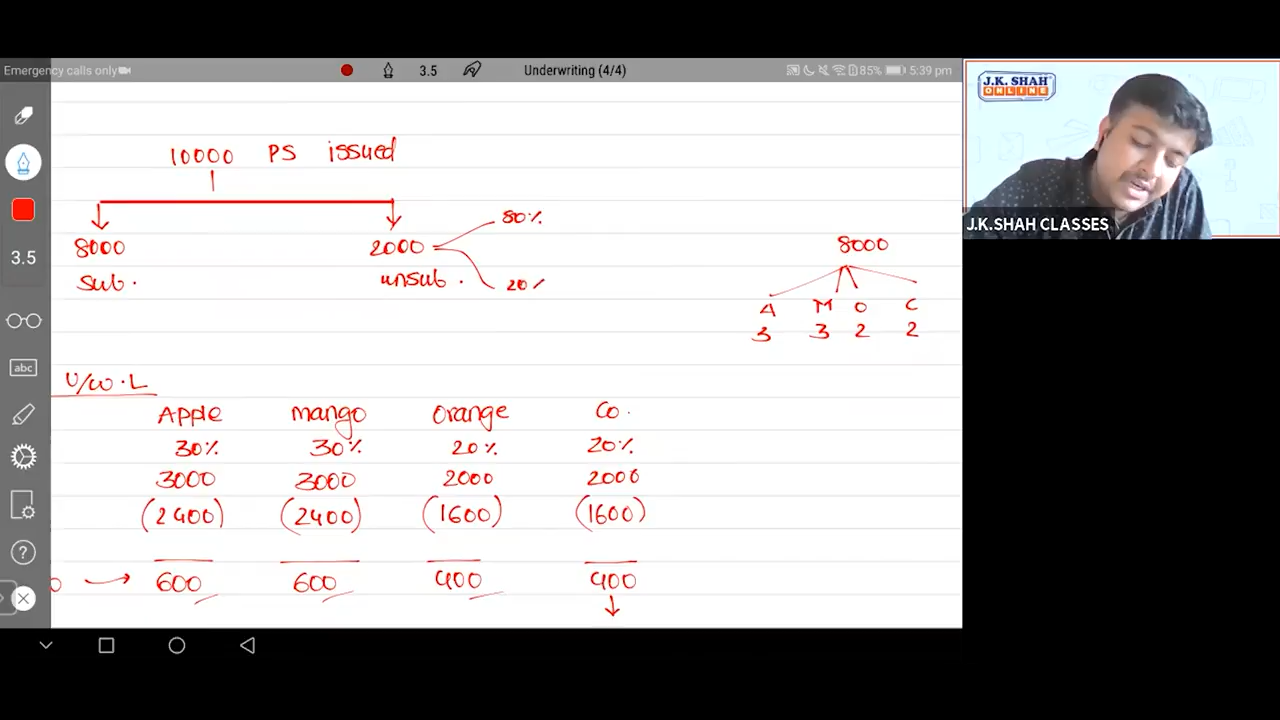 Emergency calls only
3.5
Underwriting (4/4)
85%
5:39 pm
J.K. SHAH
ONLINE
J.K.SHAH CLASSES
3.5
abc
10000 PS issued
8000
2000
80%
20%
sub.
unsub.
8000
A M O C
3 3 2 2
U/w.L
Apple mango Orange Co.
30% 30% 20% 20%
3000 3000 2000 2000
(2400) (2400) (1600) (1600)
600 600 400 400